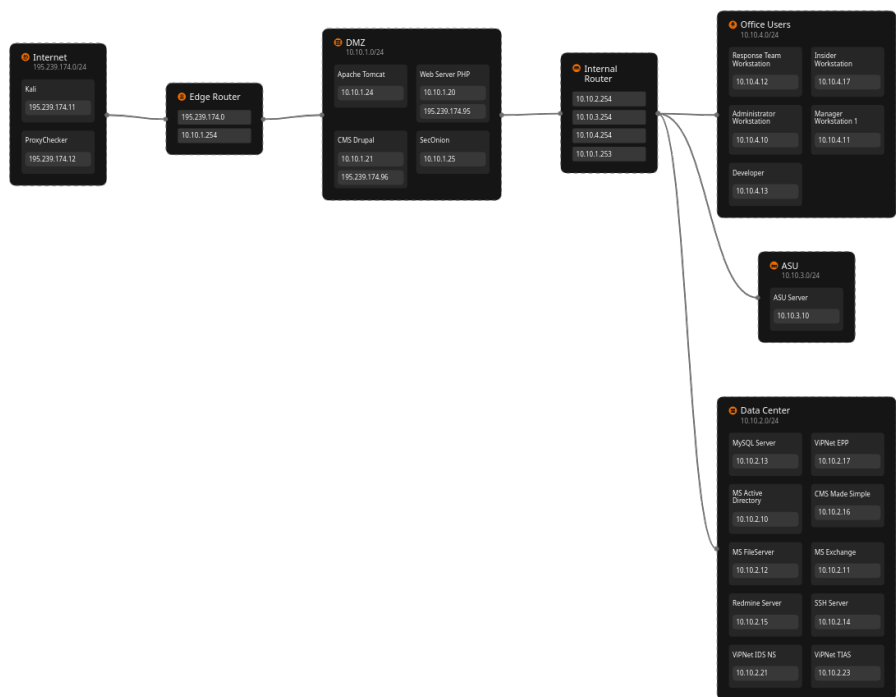 Internet
195.239.174.0/24
Kali
195.239.174.11
ProxyChecker
195.239.174.12
Edge Router
195.239.174.0
10.10.1.254
DMZ
10.10.1.0/24
Apache Tomcat
10.10.1.24
Web Server PHP
10.10.1.20
195.239.174.95
CMS Drupal
10.10.1.21
195.239.174.96
SecOnion
10.10.1.25
Internal
Router
10.10.2.254
10.10.3.254
10.10.4.254
10.10.1.253
Office Users
10.10.4.0/24
Response Team
Workstation
10.10.4.12
Insider
Workstation
10.10.4.17
Administrator
Workstation
10.10.4.10
Manager
Workstation 1
10.10.4.11
Developer
10.10.4.13
ASU
10.10.3.0/24
ASU Server
10.10.3.10
Data Center
10.10.2.0/24
MySQL Server
10.10.2.13
ViPNet EPP
10.10.2.17
MS Active
Directory
10.10.2.10
CMS Made Simple
10.10.2.16
MS FileServer
10.10.2.12
MS Exchange
10.10.2.11
Redmine Server
10.10.2.15
SSH Server
10.10.2.14
ViPNet IDS NS
10.10.2.21
ViPNet TIAS
10.10.2.23